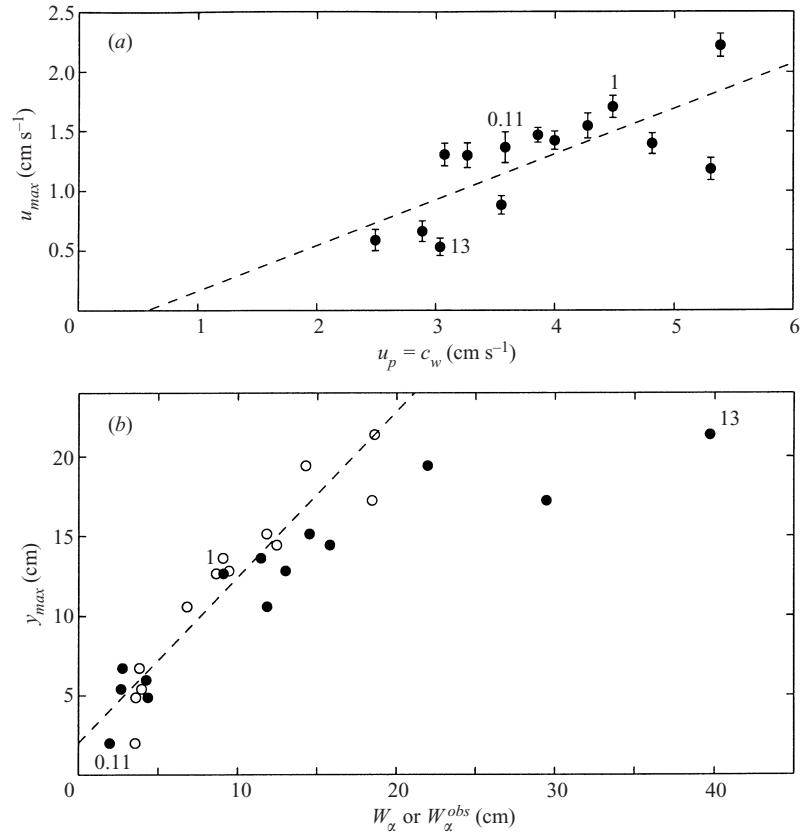 2.5
(a)
2.0
1
1.5
0.11
u_max (cm s⁻¹)
1.0
0.5
13
0 1 2 3 4 5 6
u_p = c_w (cm s⁻¹)
(b)
13
20
15
1
y_max (cm)
10
5
0.11
0 10 20 30 40
W_α or W_α^obs (cm)